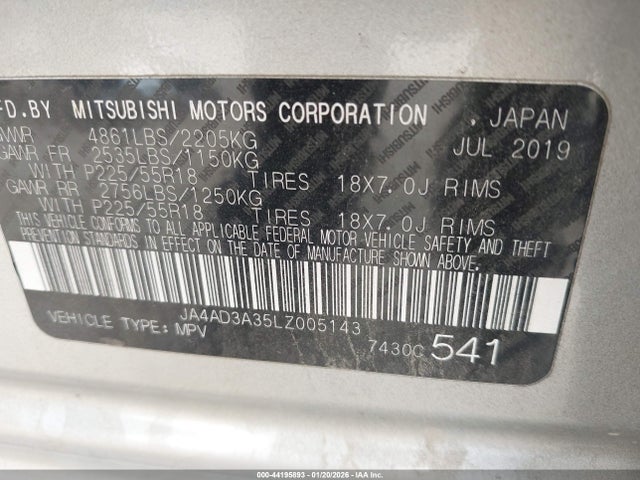 FD.BY MITSUBISHI MOTORS CORPORATION . JAPAN
GVWR 4861LBS/2205KG JUL 2019
GAWR FR 2535LBS/1150KG
WITH P225/55R18 TIRES 18X7.0J RIMS
GAWR RR 2756LBS/1250KG
WITH P225/55R18 TIRES 18X7.0J RIMS
THIS VEHICLE CONFORMS TO ALL APPLICABLE FEDERAL MOTOR VEHICLE SAFETY AND THEFT
PREVENTION STANDARDS IN EFFECT ON THE DATE OF MANUFACTURE SHOWN ABOVE.
JA4AD3A35LZ005143
VEHICLE TYPE: MPV 7430C 541
000-44195893 - 01/20/2026 - IAA Inc.